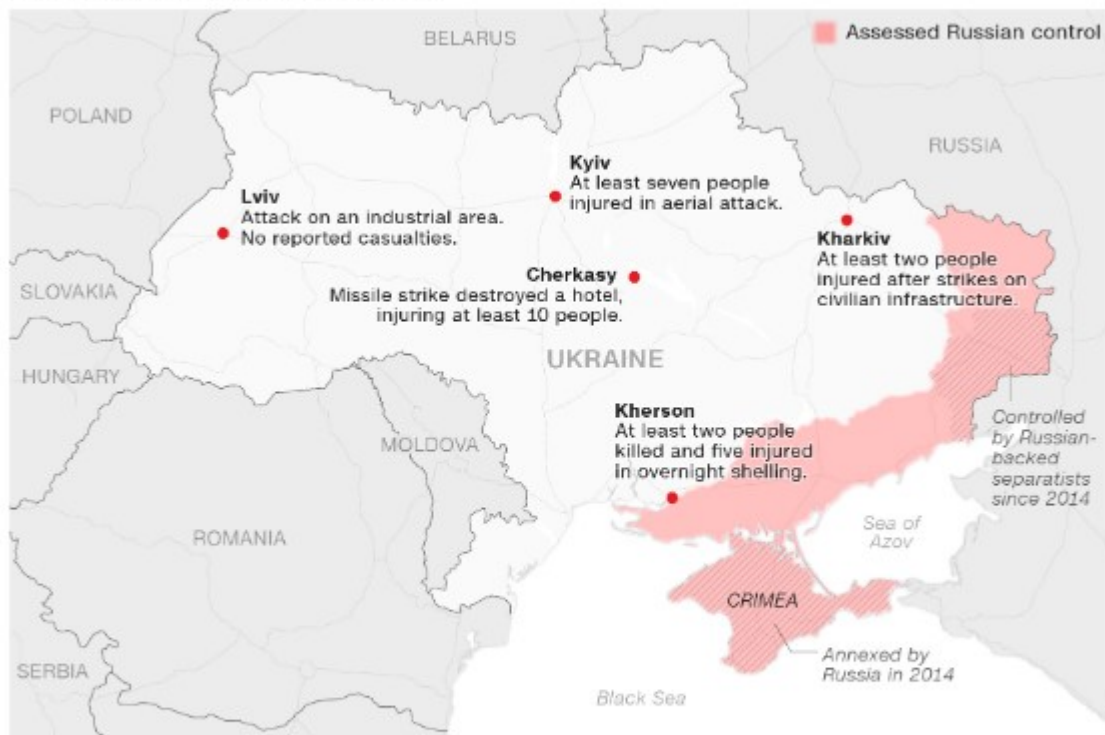 Assessed Russian control
BELARUS
POLAND
RUSSIA
Kyiv
At least seven people
injured in aerial attack.
Lviv
Attack on an industrial area.
No reported casualties.
Kharkiv
At least two people
injured after strikes on
civilian infrastructure.
Cherkasy
Missile strike destroyed a hotel,
injuring at least 10 people.
SLOVAKIA
UKRAINE
HUNGARY
Kherson
At least two people
killed and five injured
in overnight shelling.
Controlled
by Russian-
backed
separatists
since 2014
MOLDOVA
ROMANIA
Sea of
Azov
CRIMEA
Annexed by
Russia in 2014
SERBIA
Black Sea